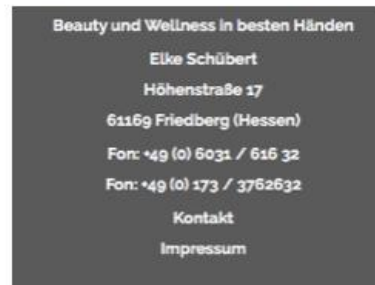 Beauty und Wellness in besten Händen
Elke Schübert
Höhenstraße 17
61169 Friedberg (Hessen)
Fon: +49 (0) 6031 / 616 32
Fon: +49 (0) 173 / 3762632
Kontakt
Impressum